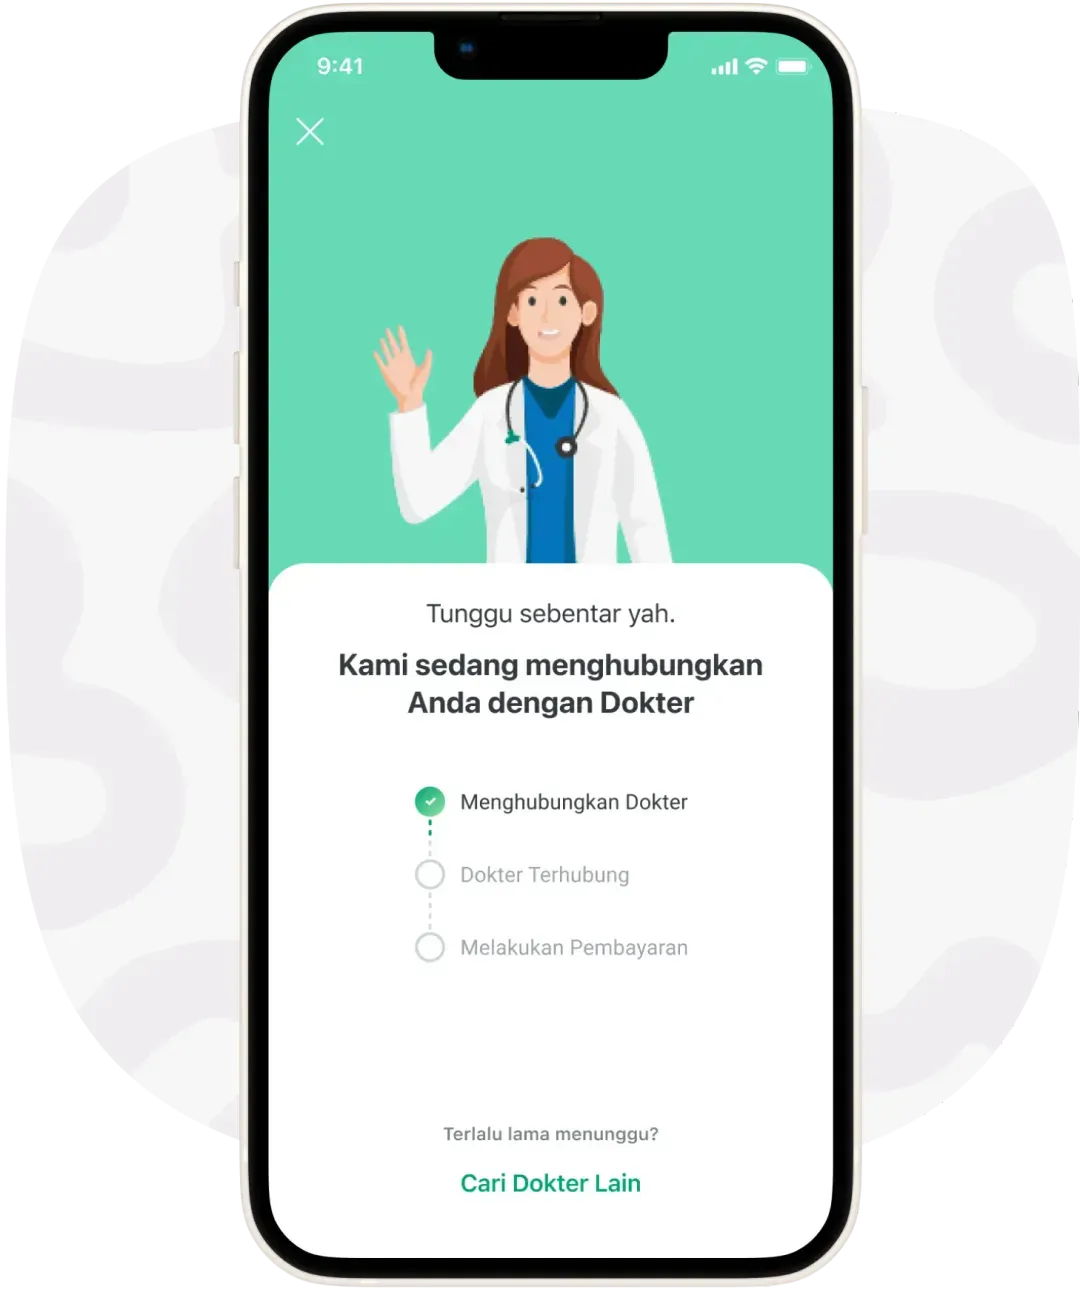 9:41
Tunggu sebentar yah.
Kami sedang menghubungkan
Anda dengan Dokter
Menghubungkan Dokter
Dokter Terhubung
Melakukan Pembayaran
Terlalu lama menunggu?
Cari Dokter Lain